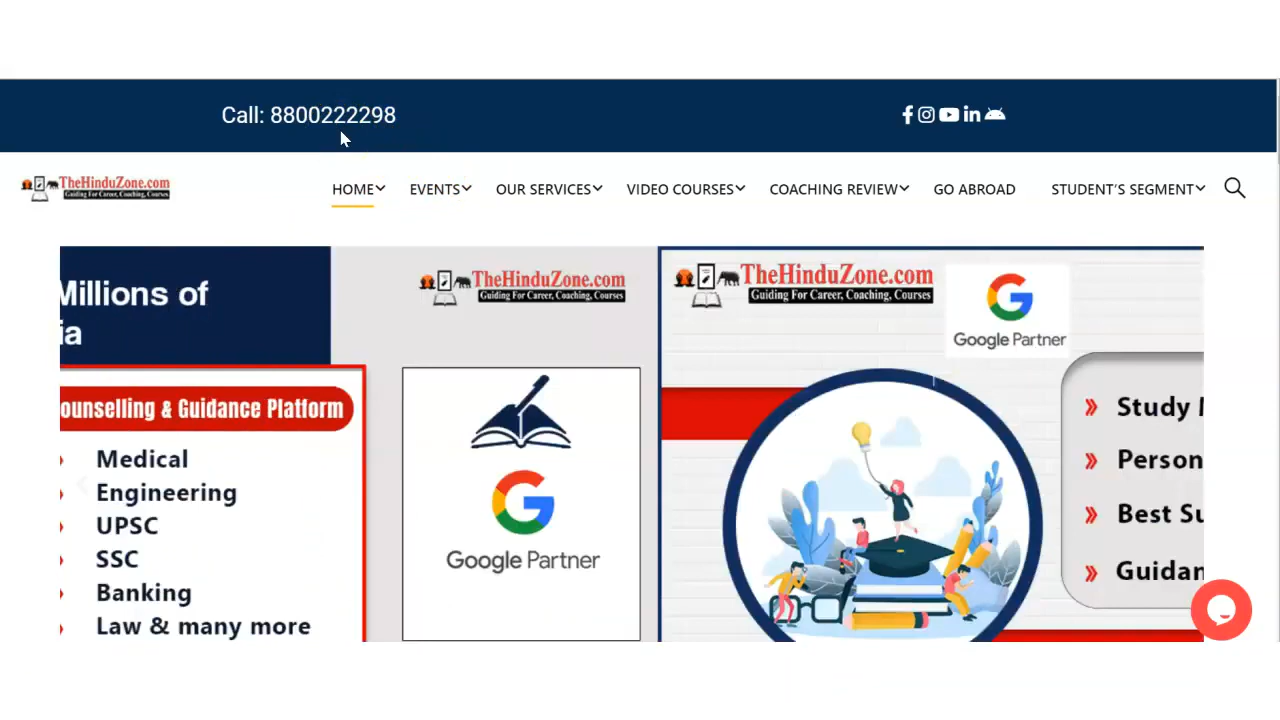 Call: 8800222298
TheHinduZone.com
Guiding For Career, Coaching, Courses
HOME
EVENTS
OUR SERVICES
VIDEO COURSES
COACHING REVIEW
GO ABROAD
STUDENT'S SEGMENT
Millions of
ia
ounselling & Guidance Platform
Medical
Engineering
UPSC
SSC
Banking
Law & many more
TheHinduZone.com
Guiding For Career, Coaching, Courses
Google Partner
TheHinduZone.com
Guiding For Career, Coaching, Courses
Google Partner
Study
Person
Best Su
Guidan